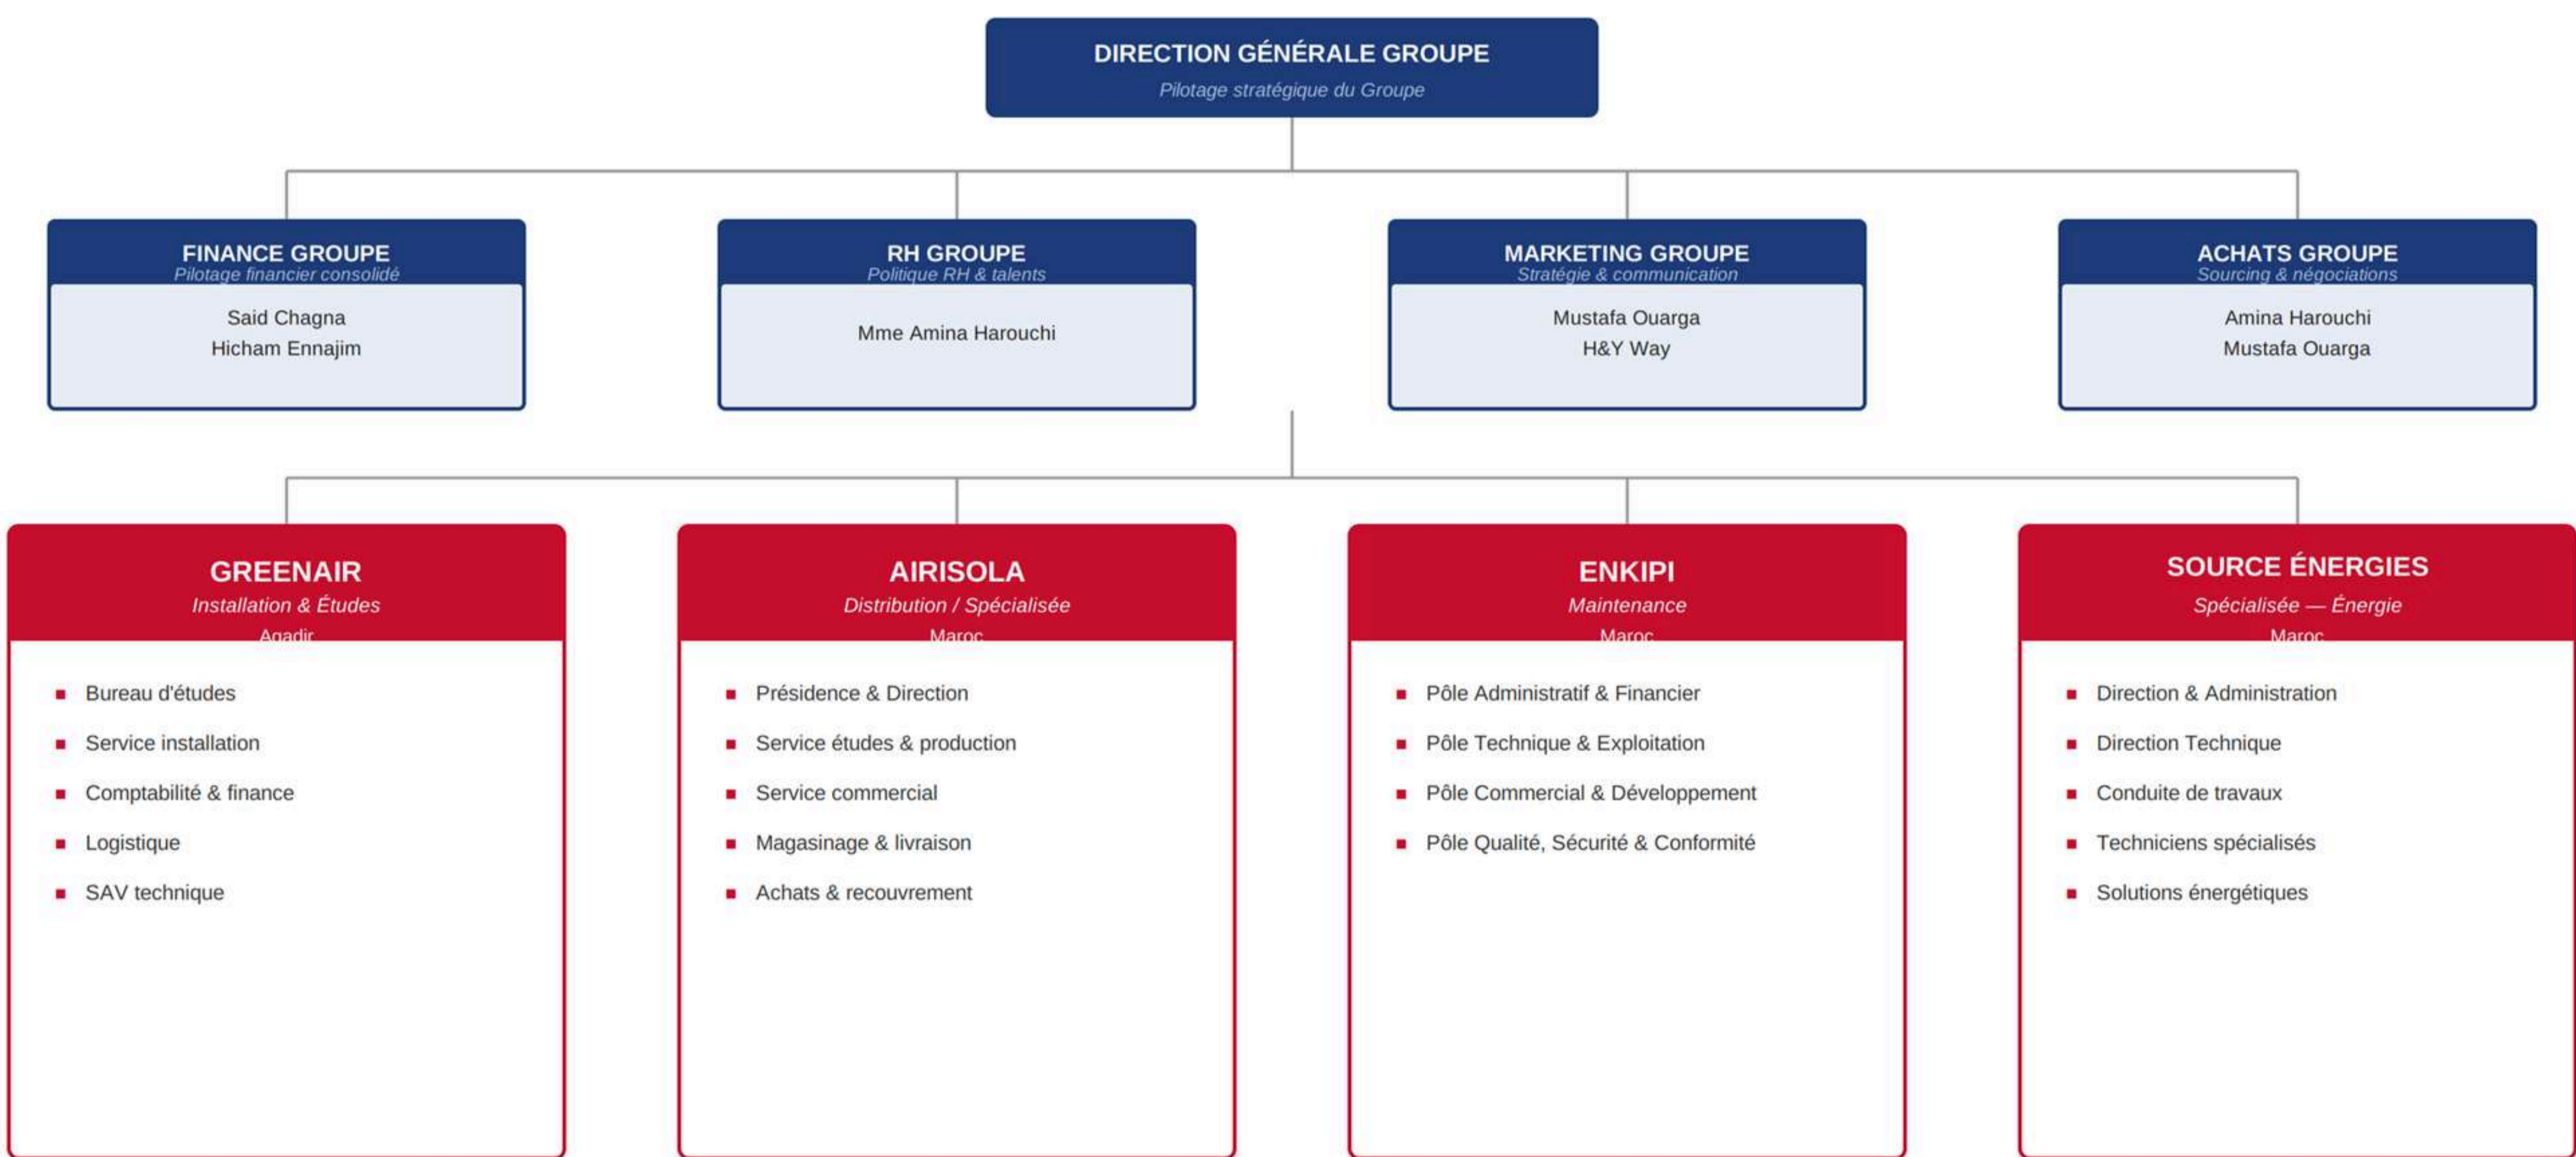 DIRECTION GÉNÉRALE GROUPE
Pilotage stratégique du Groupe
FINANCE GROUPE
Pilotage financier consolidé
Said Chagna
Hicham Ennajim
RH GROUPE
Politique RH & talents
Mme Amina Harouchi
MARKETING GROUPE
Stratégie & communication
Mustafa Ouarga
H&Y Way
ACHATS GROUPE
Sourcing & négociations
Amina Harouchi
Mustafa Ouarga
GREENAIR
Installation & Études
Agadir
Bureau d'études
Service installation
Comptabilité & finance
Logistique
SAV technique
AIRISOLA
Distribution / Spécialisée
Maroc
Présidence & Direction
Service études & production
Service commercial
Magasinage & livraison
Achats & recouvrement
ENKIPI
Maintenance
Maroc
Pôle Administratif & Financier
Pôle Technique & Exploitation
Pôle Commercial & Développement
Pôle Qualité, Sécurité & Conformité
SOURCE ÉNERGIES
Spécialisée — Énergie
Maroc
Direction & Administration
Direction Technique
Conduite de travaux
Techniciens spécialisés
Solutions énergétiques